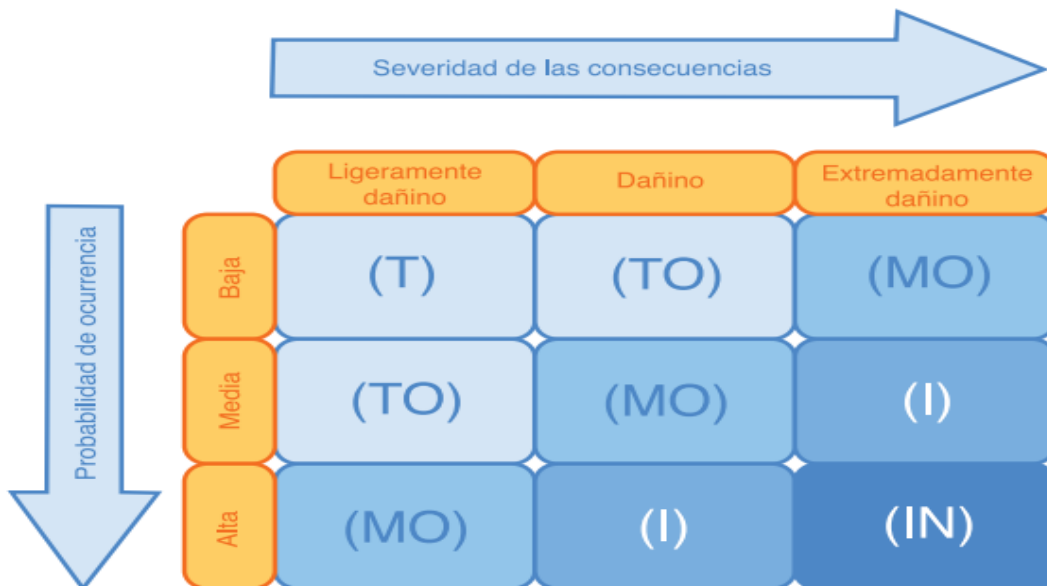 Severidad de las consecuencias
Ligeramente
dañino
Dañino
Extremadamente
dañino
Probabilidad de ocurrencia
Baja
(T)
(TO)
(MO)
Media
(TO)
(MO)
(I)
Alta
(MO)
(I)
(IN)